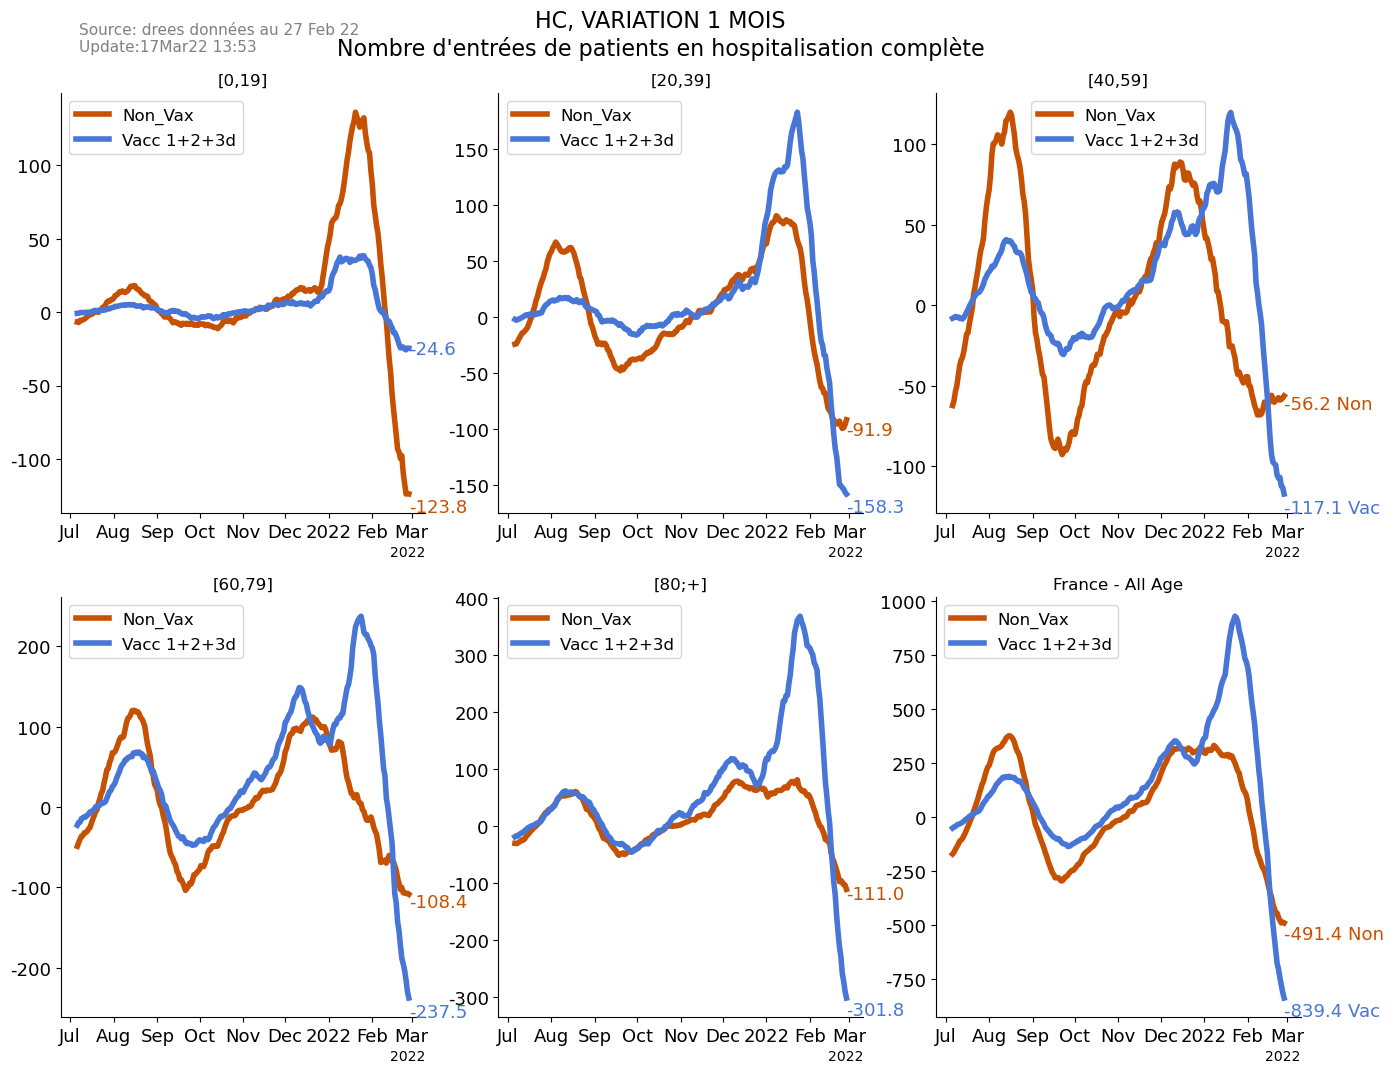 Source: drees données au 27 Feb 22
Update:17Mar22 13:53
HC, VARIATION 1 MOIS
Nombre d'entrées de patients en hospitalisation complète
[0,19]
Non_Vax
Vacc 1+2+3d
100
50
0
-50
-100
-24.6
-123.8
Jul Aug Sep Oct Nov Dec 2022 Feb Mar
2022
[20,39]
Non_Vax
Vacc 1+2+3d
150
100
50
0
-50
-100
-150
-91.9
-158.3
Jul Aug Sep Oct Nov Dec 2022 Feb Mar
2022
[40,59]
Non_Vax
Vacc 1+2+3d
100
50
0
-50
-100
-56.2 Non
-117.1 Vac
Jul Aug Sep Oct Nov Dec 2022 Feb Mar
2022
[60,79]
Non_Vax
Vacc 1+2+3d
200
100
0
-100
-200
-108.4
-237.5
Jul Aug Sep Oct Nov Dec 2022 Feb Mar
2022
[80;+]
Non_Vax
Vacc 1+2+3d
400
300
200
100
0
-100
-200
-300
-111.0
-301.8
Jul Aug Sep Oct Nov Dec 2022 Feb Mar
2022
France - All Age
Non_Vax
Vacc 1+2+3d
1000
750
500
250
0
-250
-500
-750
-491.4 Non
-839.4 Vac
Jul Aug Sep Oct Nov Dec 2022 Feb Mar
2022